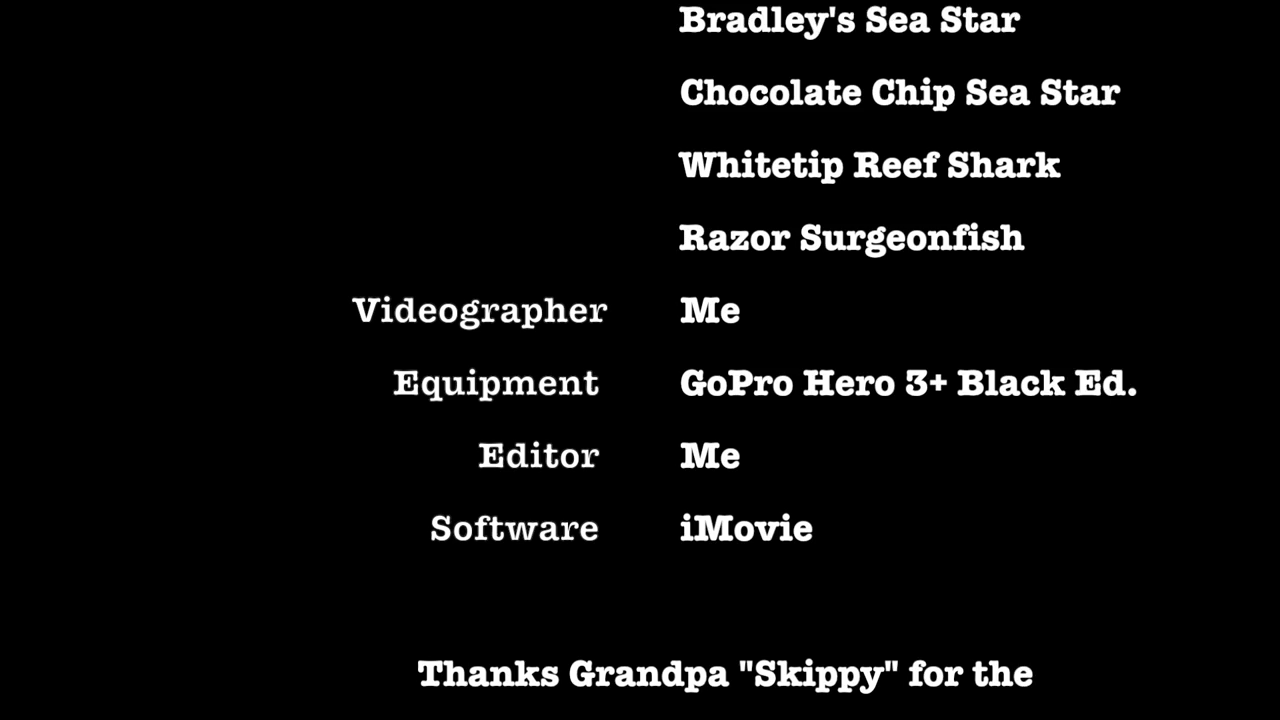 Bradley's Sea Star
Chocolate Chip Sea Star
Whitetip Reef Shark
Razor Surgeonfish
Videographer Me
Equipment GoPro Hero 3+ Black Ed.
Editor Me
Software iMovie
Thanks Grandpa "Skippy" for the